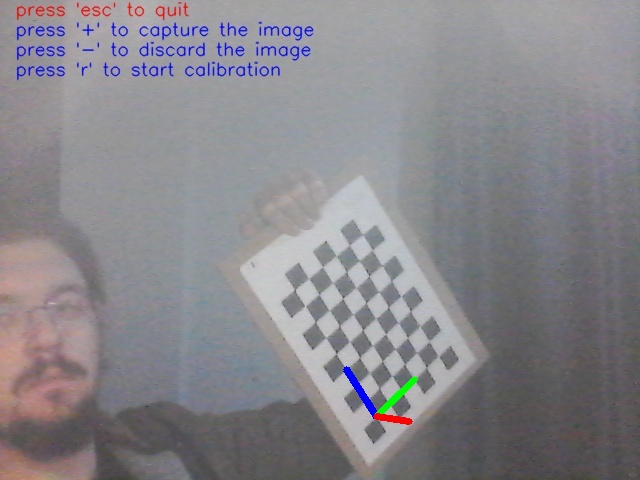 press 'esc' to quit
press '+' to capture the image
press '-' to discard the image
press 'r' to start calibration